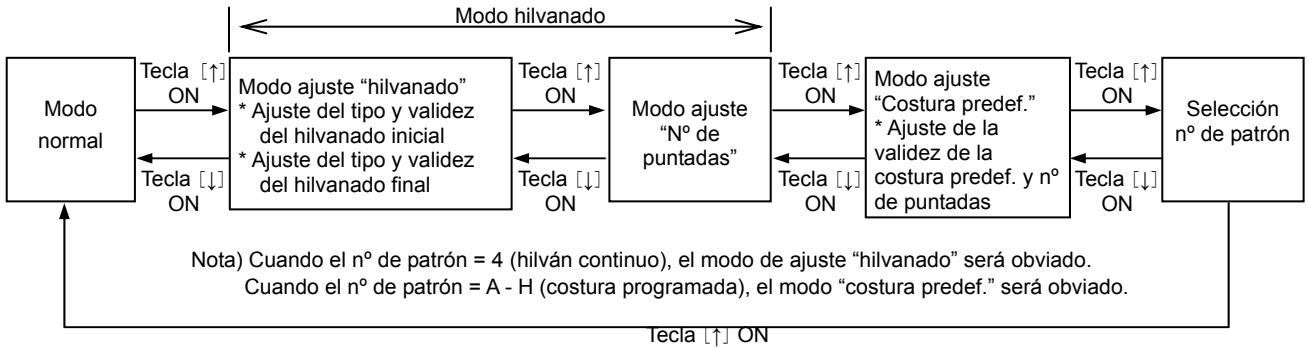 Modo hilvanado
Modo
normal
Tecla [↑]
ON
Tecla [↓]
ON
Modo ajuste “hilvanado”
* Ajuste del tipo y validez
del hilvanado inicial
* Ajuste del tipo y validez
del hilvanado final
Tecla [↑]
ON
Tecla [↓]
ON
Modo ajuste
“Nº de
puntadas”
Tecla [↑]
ON
Tecla [↓]
ON
Modo ajuste
“Costura predef.”
* Ajuste de la
validez de la
costura predef. y nº
de puntadas
Tecla [↑]
ON
Tecla [↓]
ON
Selección
nº de patrón
Nota) Cuando el nº de patrón = 4 (hilván continuo), el modo de ajuste “hilvanado” será obviado.
Cuando el nº de patrón = A - H (costura programada), el modo “costura predef.” será obviado.
Tecla [↑] ON